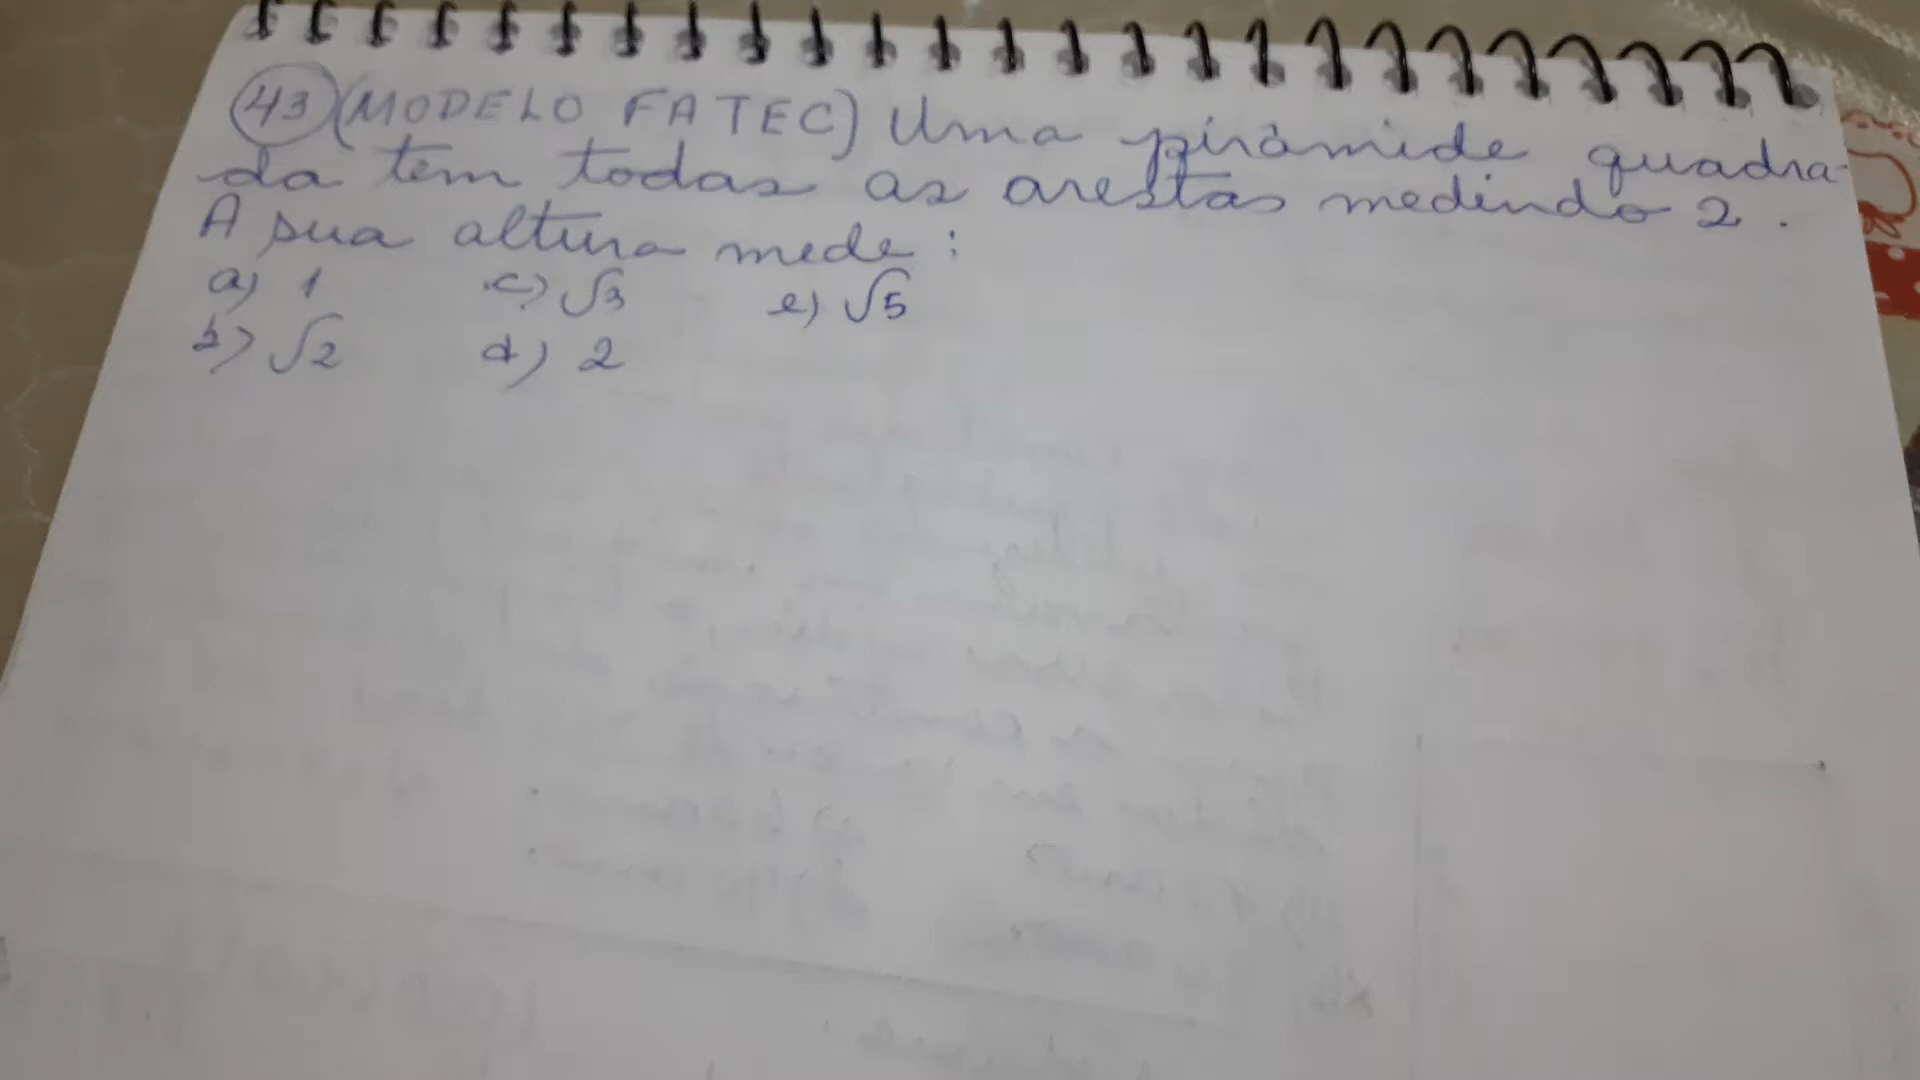 43 (MODELO FATEC) Uma pirâmide quadra-
da tem todas as arestas medindo 2.
A sua altura mede:
a) 1 c) √3 e) √5
b) √2 d) 2